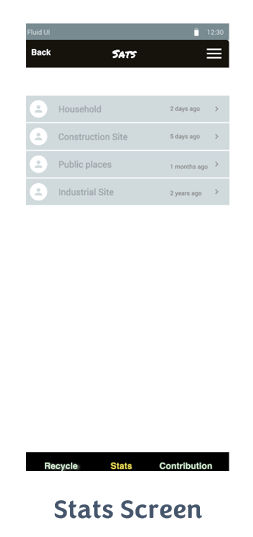 Fluid UI 12:30
Back SATS
Household 2 days ago
Construction Site 5 days ago
Public places 1 months ago
Industrial Site 2 years ago
Recycle Stats Contribution
Stats Screen